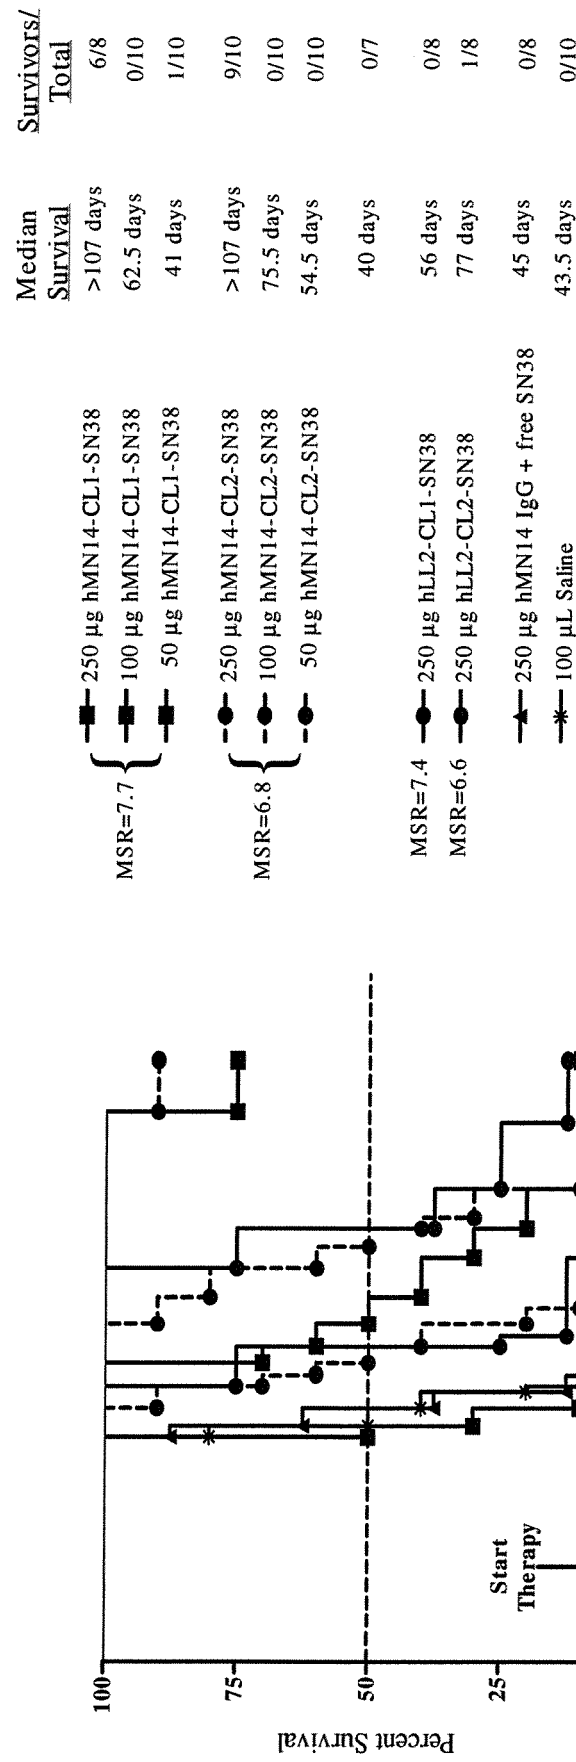 Median Survivors/
Survival Total
250 µg hMN14-CL1-SN38 >107 days 6/8
MSR=7.7 100 µg hMN14-CL1-SN38 62.5 days 0/10
50 µg hMN14-CL1-SN38 41 days 1/10
250 µg hMN14-CL2-SN38 >107 days 9/10
MSR=6.8 100 µg hMN14-CL2-SN38 75.5 days 0/10
50 µg hMN14-CL2-SN38 54.5 days 0/10
40 days 0/7
MSR=7.4 250 µg hLL2-CL1-SN38 56 days 0/8
MSR=6.6 250 µg hLL2-CL2-SN38 77 days 1/8
250 µg hMN14 IgG + free SN38 45 days 0/8
100 µL Saline 43.5 days 0/10
100
75
50
25
Percent Survival
Start
Therapy